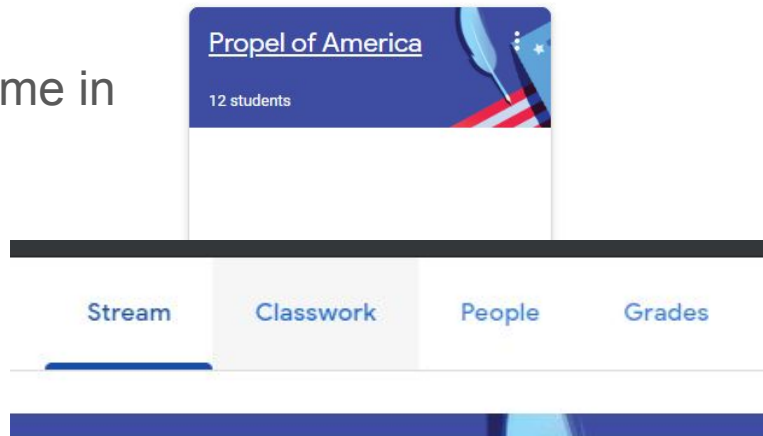 Propel of America
me in
12 students
Stream Classwork People Grades